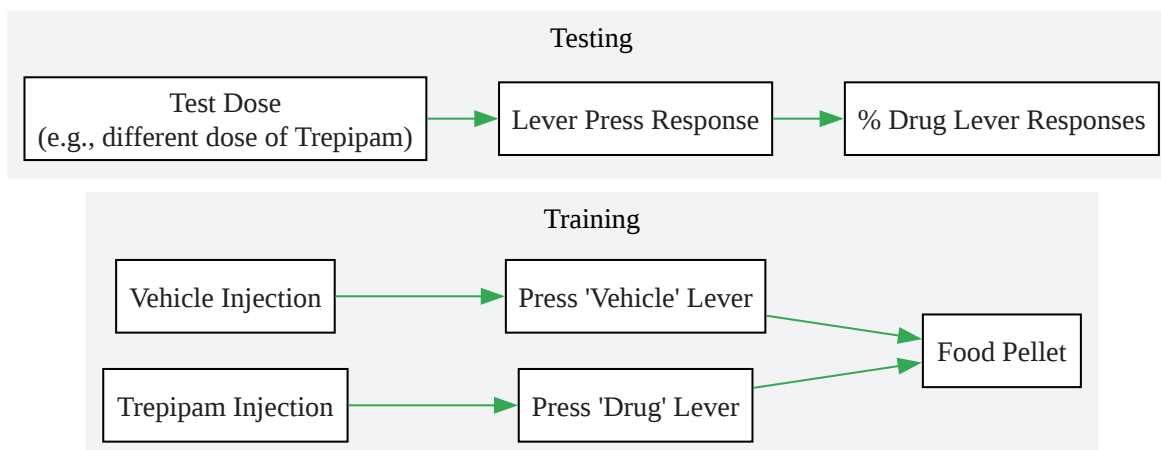 Testing
Test Dose
(e.g., different dose of Trepipam)
Lever Press Response
% Drug Lever Responses
Training
Vehicle Injection
Press 'Vehicle' Lever
Food Pellet
Trepipam Injection
Press 'Drug' Lever